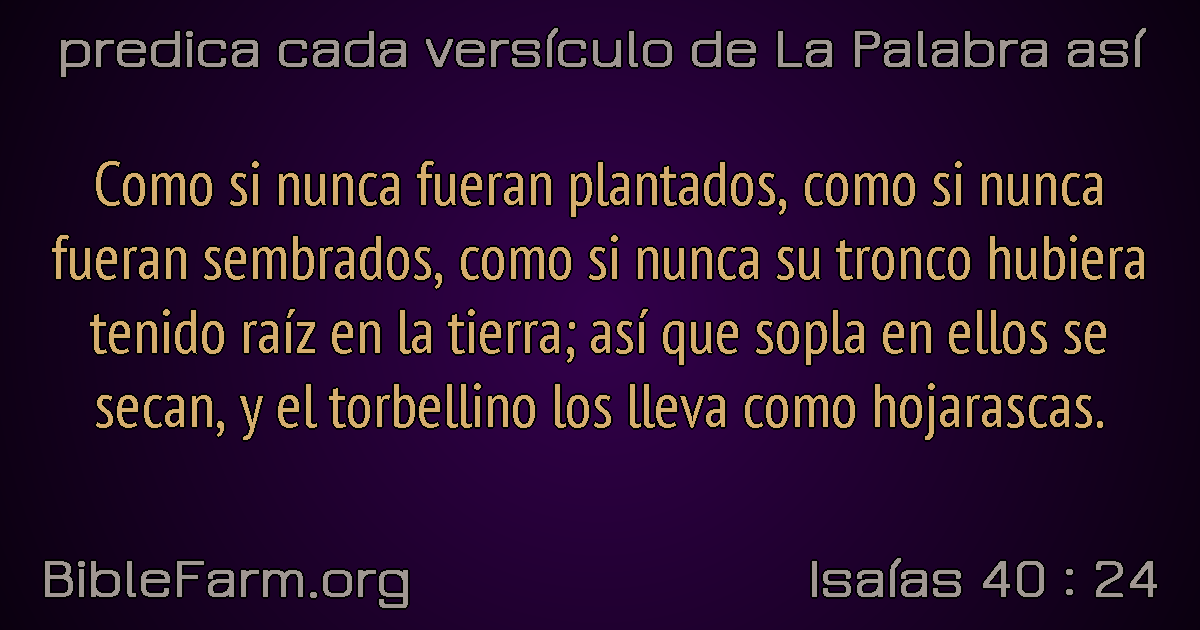 predica cada versículo de La Palabra así
Como si nunca fueran plantados, como si nunca
fueran sembrados, como si nunca su tronco hubiera
tenido raíz en la tierra; así que sopla en ellos se
secan, y el torbellino los lleva como hojarascas.
BibleFarm.org
Isaías 40 : 24